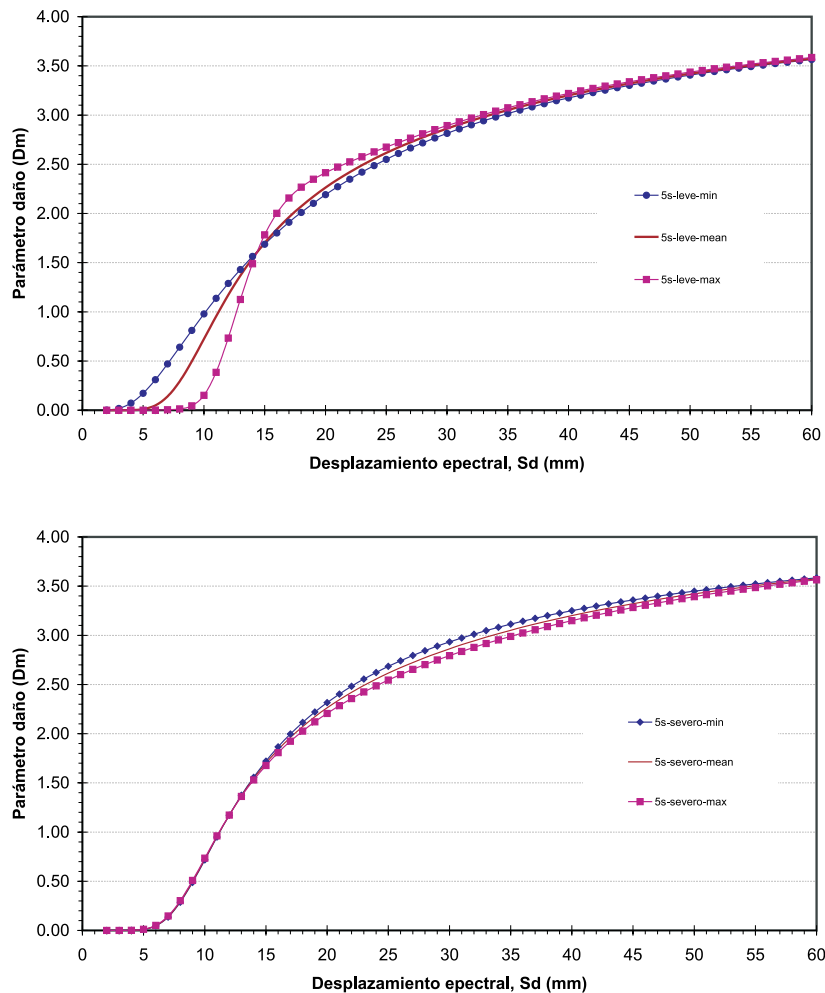 4.00
3.50
3.00
2.50
2.00
1.50
1.00
0.50
0.00
Parámetro daño (Dm)
5s-leve-min
5s-leve-mean
5s-leve-max
0 5 10 15 20 25 30 35 40 45 50 55 60
Desplazamiento epectral, Sd (mm)
4.00
3.50
3.00
2.50
2.00
1.50
1.00
0.50
0.00
Parámetro daño (Dm)
5s-severo-min
5s-severo-mean
5s-severo-max
0 5 10 15 20 25 30 35 40 45 50 55 60
Desplazamiento epectral, Sd (mm)